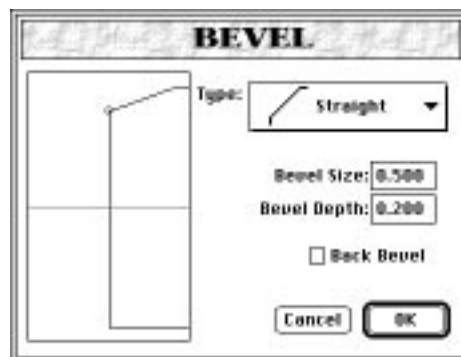 BEVEL
Type: Straight
Bevel Size: 0.500
Bevel Depth: 0.200
Back Bevel
Cancel OK